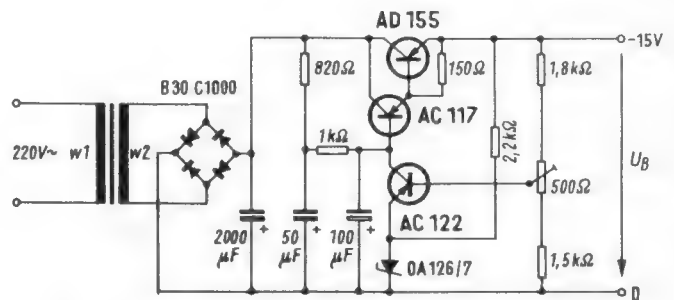 AD 155
-15V
B30 C1000
820Ω
150Ω
1,8kΩ
AC 117
220V~ w1
w2
1kΩ
2,2kΩ
U_B
500Ω
AC 122
2000 µF
50 µF
100 µF
OA126/7
1,5kΩ
0